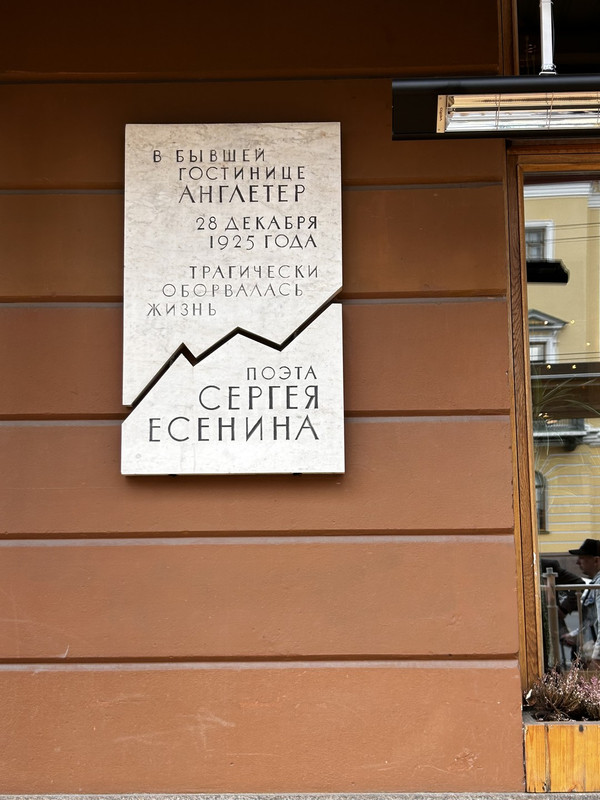 В БЫВШЕЙ
ГОСТИНИЦЕ
АНГЛЕТЕР
28 ДЕКАБРЯ
1925 ГОДА
ТРАГИЧЕСКИ
ОБОРВАЛАСЬ
ЖИЗНЬ
ПОЭТА
СЕРГЕЯ
ЕСЕНИНА